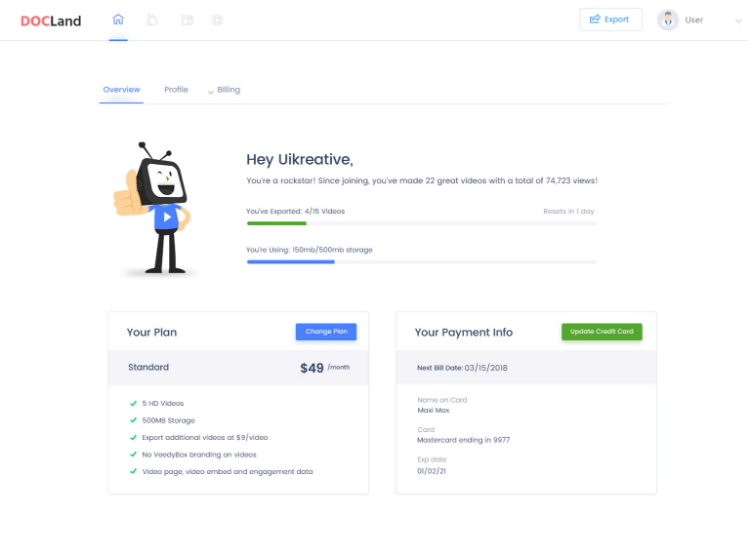 DOCLand
Export
User
Overview
Profile
Billing
Hey Uikreative,
You're a rockstar! Since joining, you've made 22 great videos with a total of 74,723 views!
You've Exported: 4/15 Videos
Resets in 1 day
You're Using: 150mb/500mb storage
Your Plan
Change Plan
Standard
$49 /month
5 HD Videos
500MB Storage
Export additional videos at $9/video
No VeedyBox branding on videos
Video page, video embed and engagement data
Your Payment Info
Update Credit Card
Next Bill Date: 03/15/2018
Name on Card
Maxi Max
Card
Mastercard ending in 9977
Exp date
01/02/21